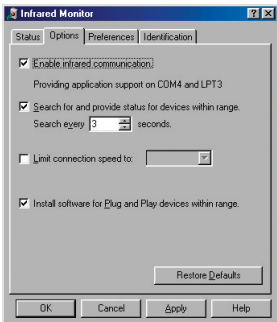 Infrared Monitor
Status Options Preferences Identification
Enable infrared communication.
Providing application support on COM4 and LPT3
Search for and provide status for devices within range.
Search every 3 seconds.
Limit connection speed to:
Install software for Plug and Play devices within range.
Restore Defaults
OK Cancel Apply Help